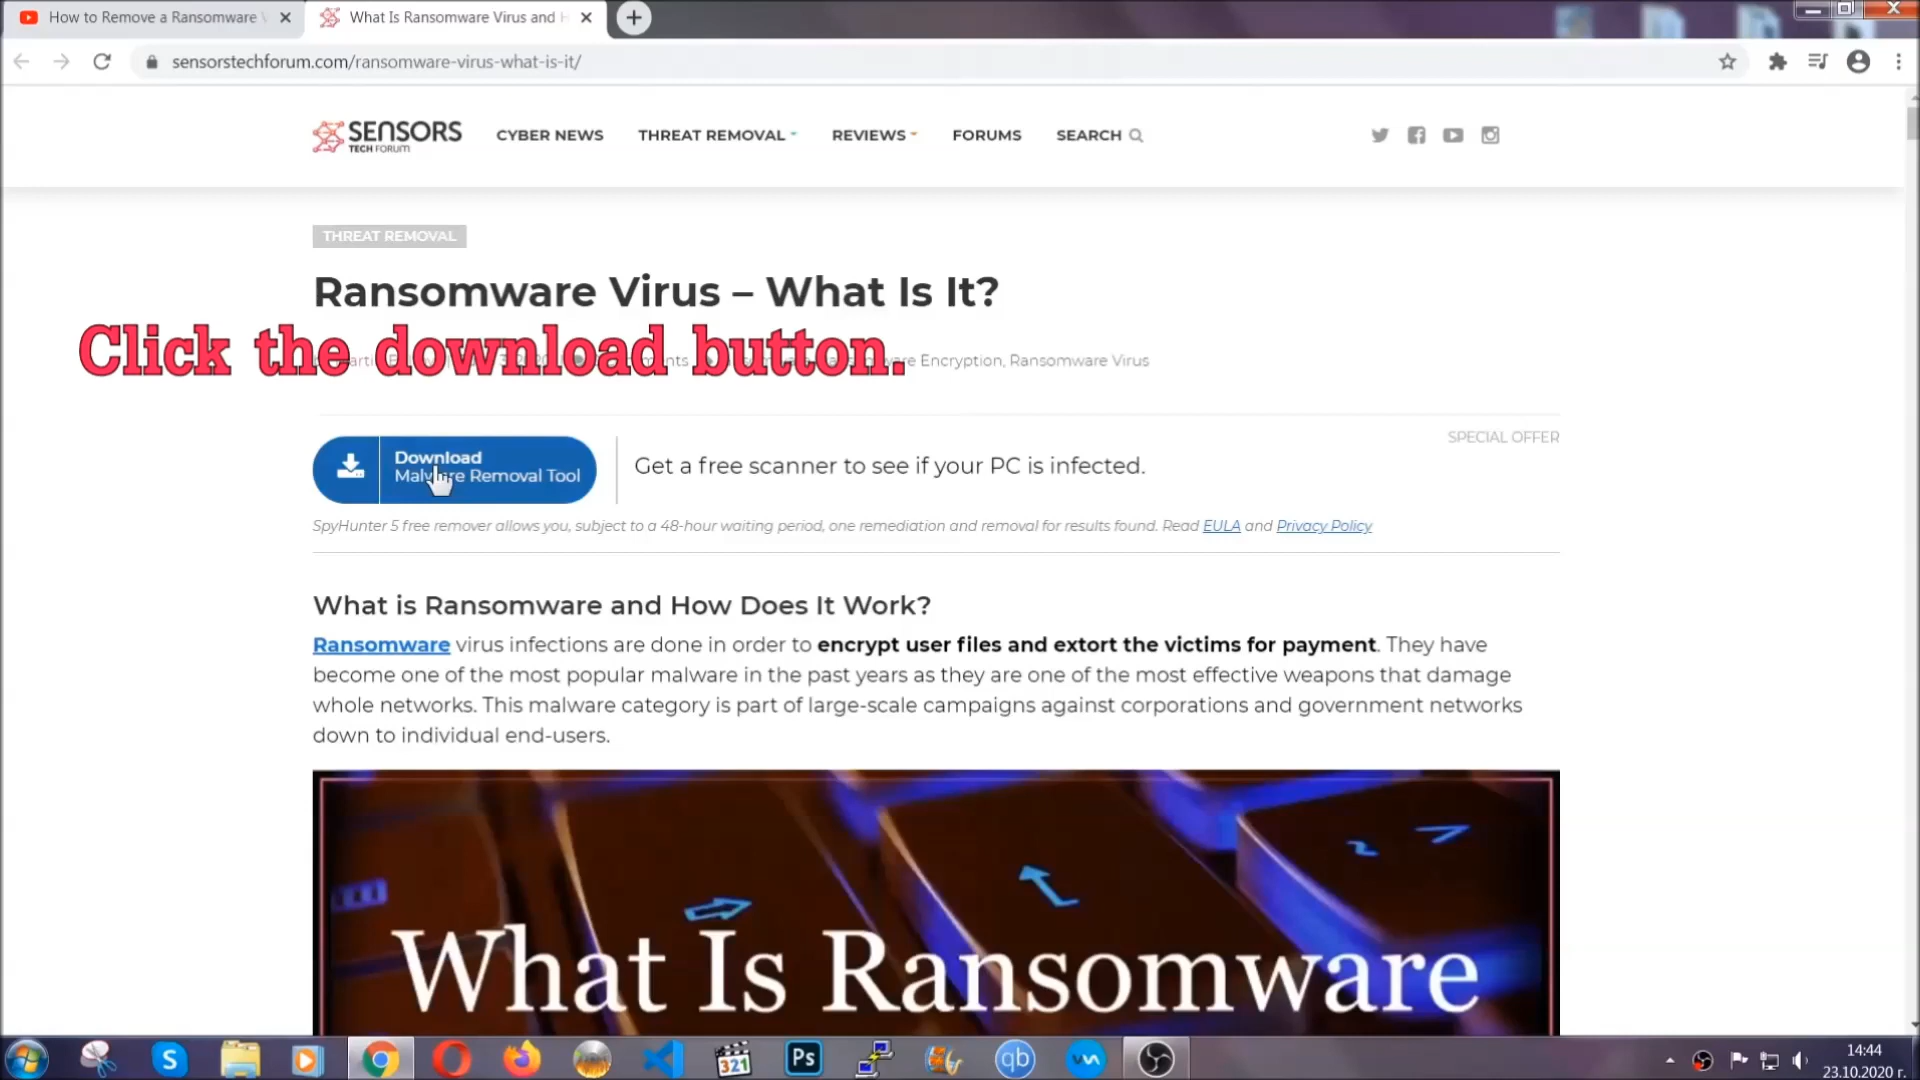 How to Remove a Ransomware
What Is Ransomware Virus and H
sensorstechforum.com/ransomware-virus-what-is-it/
SENSORS
TECH FORUM
CYBER NEWS
THREAT REMOVAL
REVIEWS
FORUMS
SEARCH
THREAT REMOVAL
Ransomware Virus – What Is It?
Click the download button.
Encryption, Ransomware Virus
SPECIAL OFFER
Download
Malware Removal Tool
Get a free scanner to see if your PC is infected.
SpyHunter 5 free remover allows you, subject to a 48-hour waiting period, one remediation and removal for results found. Read EULA and Privacy Policy
What is Ransomware and How Does It Work?
Ransomware virus infections are done in order to encrypt user files and extort the victims for payment. They have
become one of the most popular malware in the past years as they are one of the most effective weapons that damage
whole networks. This malware category is part of large-scale campaigns against corporations and government networks
down to individual end-users.
What Is Ransomware
S
321
Ps
qb
14:44
23.10.2020 г.